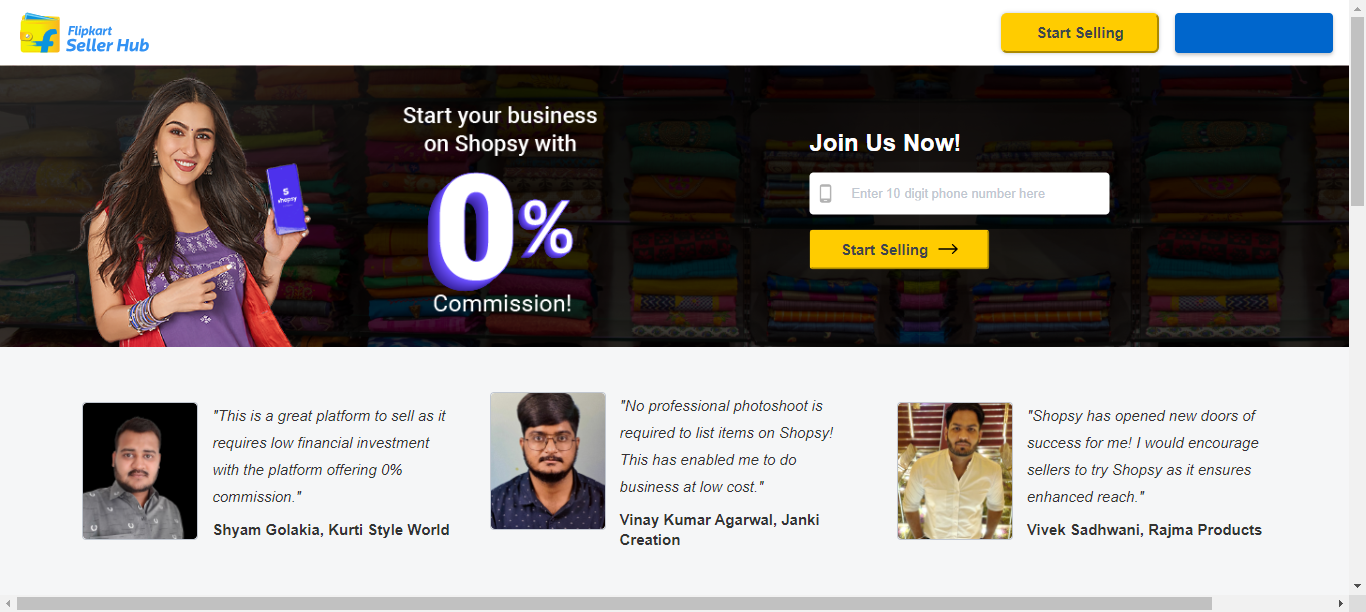 Flipkart
Seller Hub
Start Selling
Start your business
on Shopsy with
0%
Commission!
S
shopsy
Join Us Now!
Enter 10 digit phone number here
Start Selling
"This is a great platform to sell as it
requires low financial investment
with the platform offering 0%
commission."
Shyam Golakia, Kurti Style World
"No professional photoshoot is
required to list items on Shopsy!
This has enabled me to do
business at low cost."
Vinay Kumar Agarwal, Janki
Creation
"Shopsy has opened new doors of
success for me! I would encourage
sellers to try Shopsy as it ensures
enhanced reach."
Vivek Sadhwani, Rajma Products